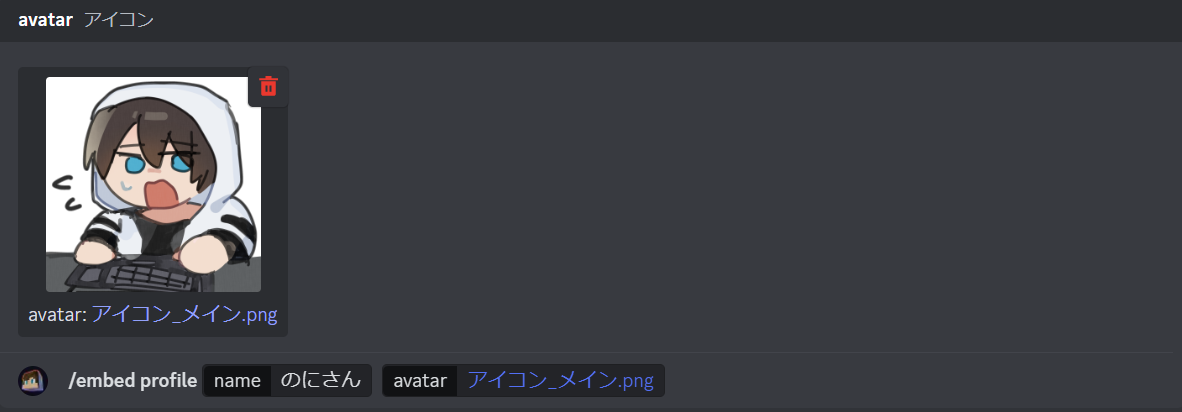 avatar アイコン
avatar: アイコン_メイン.png
/embed profile name のにさん avatar アイコン_メイン.png